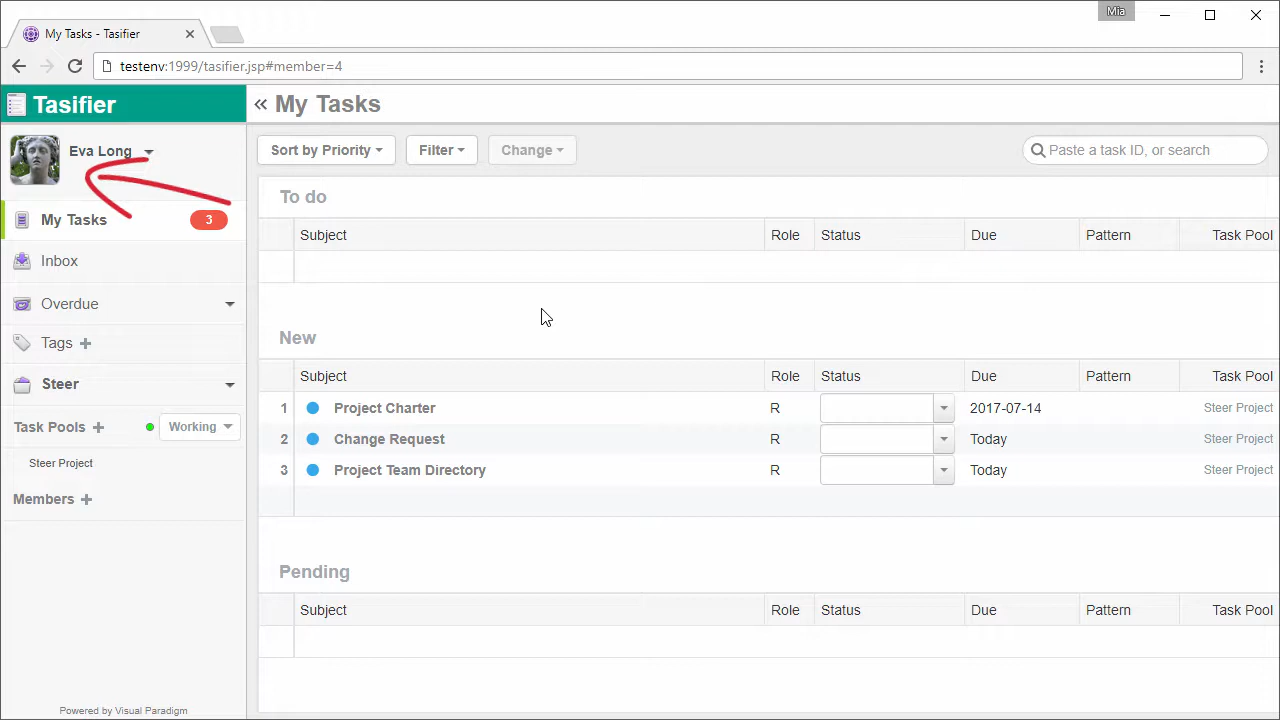 Mia
My Tasks - Tasifier
testenv:1999/tasifier.jsp#member=4
Tasifier
My Tasks
Eva Long
Sort by Priority
Filter
Change
Paste a task ID, or search
My Tasks 3
Inbox
Overdue
Tags
Steer
Task Pools Working
Steer Project
Members
Powered by Visual Paradigm
To do
Subject Role Status Due Pattern Task Pool
New
Subject Role Status Due Pattern Task Pool
1 Project Charter R 2017-07-14 Steer Project
2 Change Request R Today Steer Project
3 Project Team Directory R Today Steer Project
Pending
Subject Role Status Due Pattern Task Pool